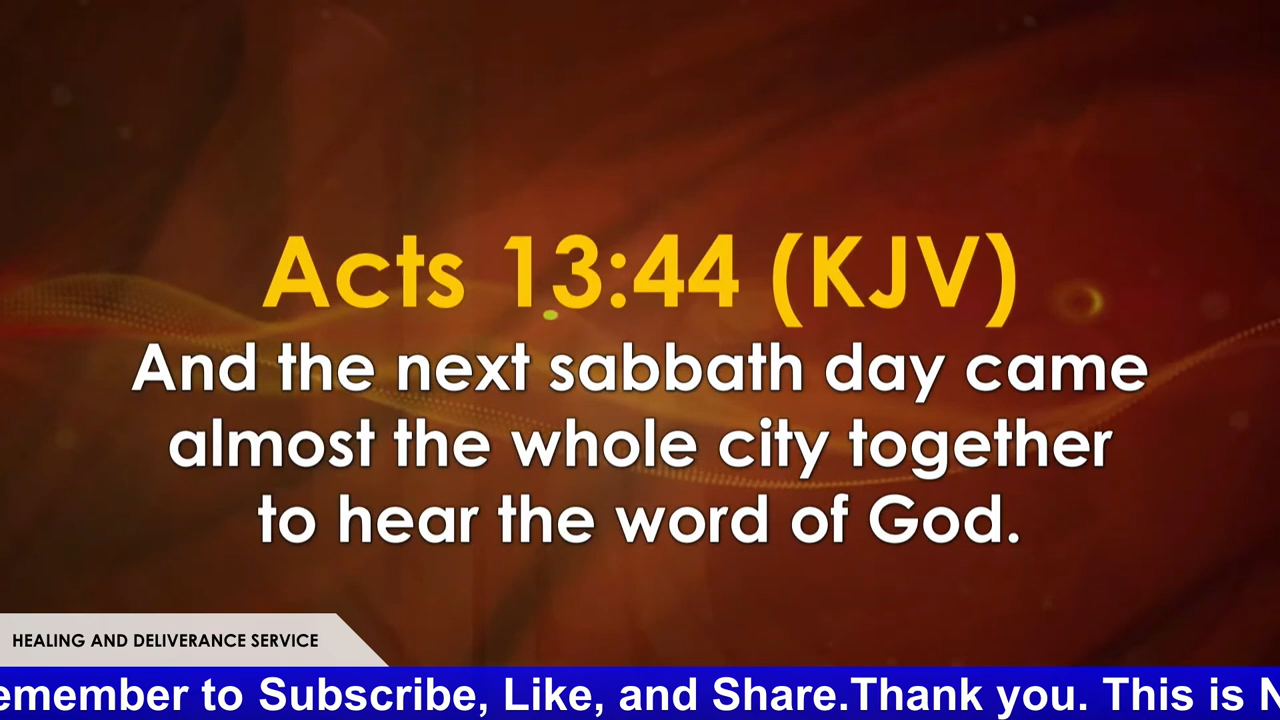 Acts 13:44 (KJV)
And the next sabbath day came
almost the whole city together
to hear the word of God.
HEALING AND DELIVERANCE SERVICE
emember to Subscribe, Like, and Share.Thank you. This is N